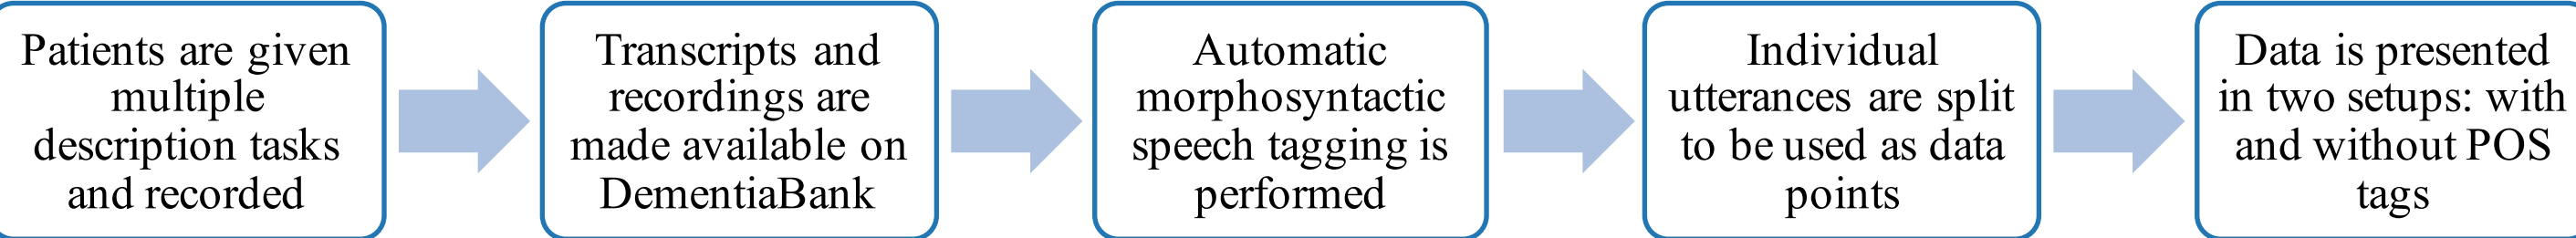 Patients are given
multiple
description tasks
and recorded
Transcripts and
recordings are
made available on
DementiaBank
Automatic
morphosyntactic
speech tagging is
performed
Individual
utterances are split
to be used as data
points
Data is presented
in two setups: with
and without POS
tags